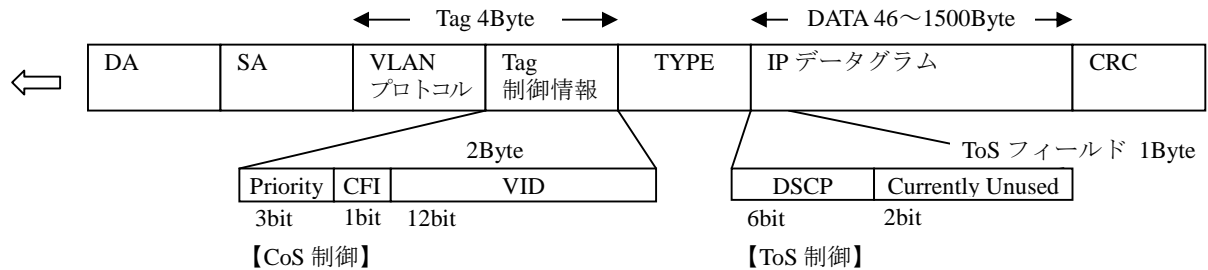 Tag 4Byte
DATA 46～1500Byte
DA
SA
VLAN
プロトコル
Tag
制御情報
TYPE
IP データグラム
CRC
2Byte
ToS フィールド 1Byte
Priority
CFI
VID
DSCP
Currently Unused
3bit
1bit
12bit
6bit
2bit
【CoS 制御】
【ToS 制御】